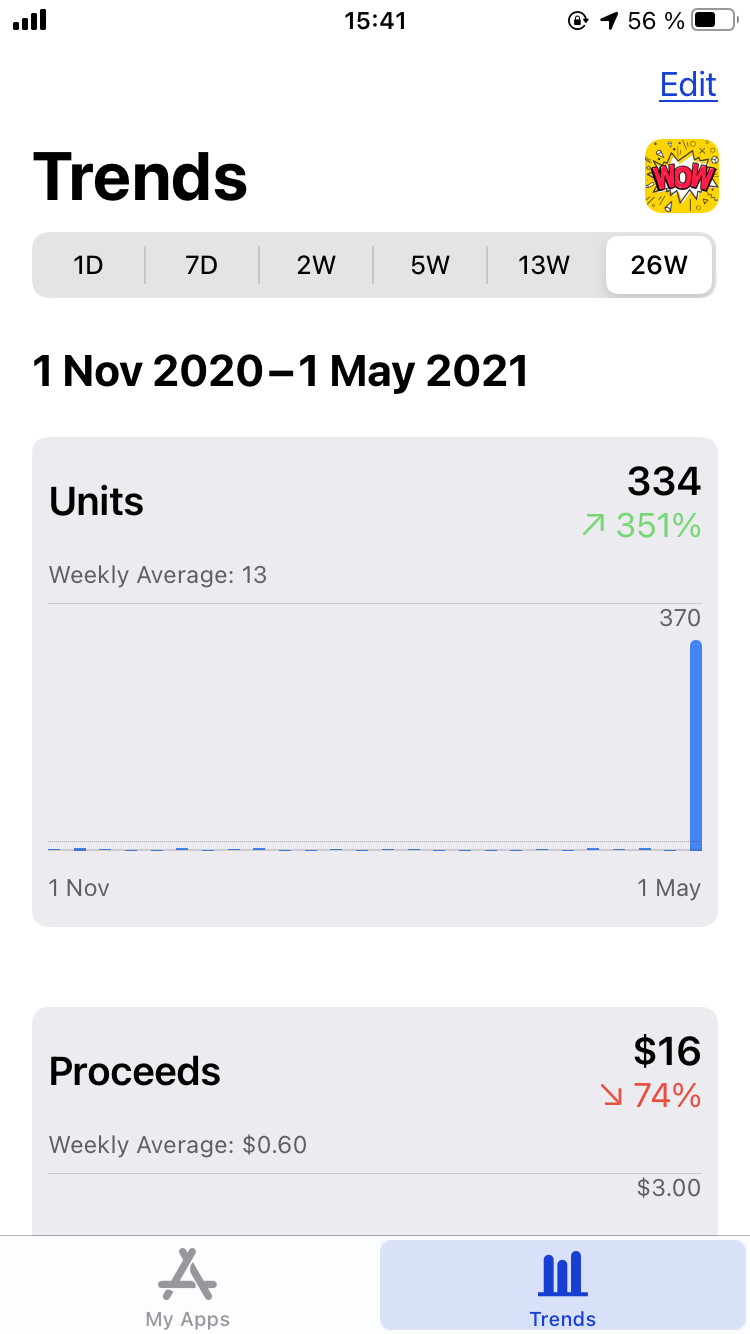 15:41
56 %
Edit
Trends
WOW
1D 7D 2W 5W 13W 26W
1 Nov 2020–1 May 2021
Units
334
351%
Weekly Average: 13
370
1 Nov
1 May
Proceeds
$16
74%
Weekly Average: $0.60
$3.00
My Apps
Trends